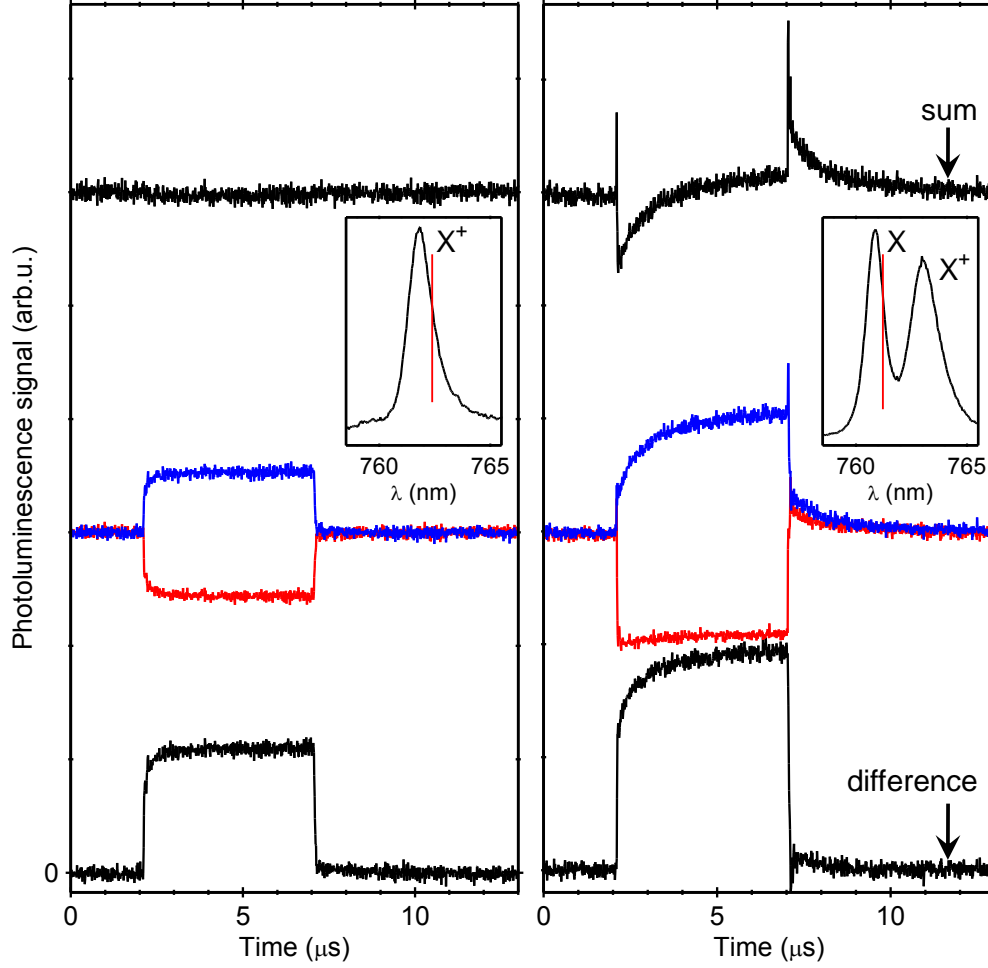 sum
X⁺
760 765
λ (nm)
X
X⁺
760 765
λ (nm)
Photoluminescence signal (arb.u.)
difference
0
0 5 10
Time (μs)
0 5 10
Time (μs)